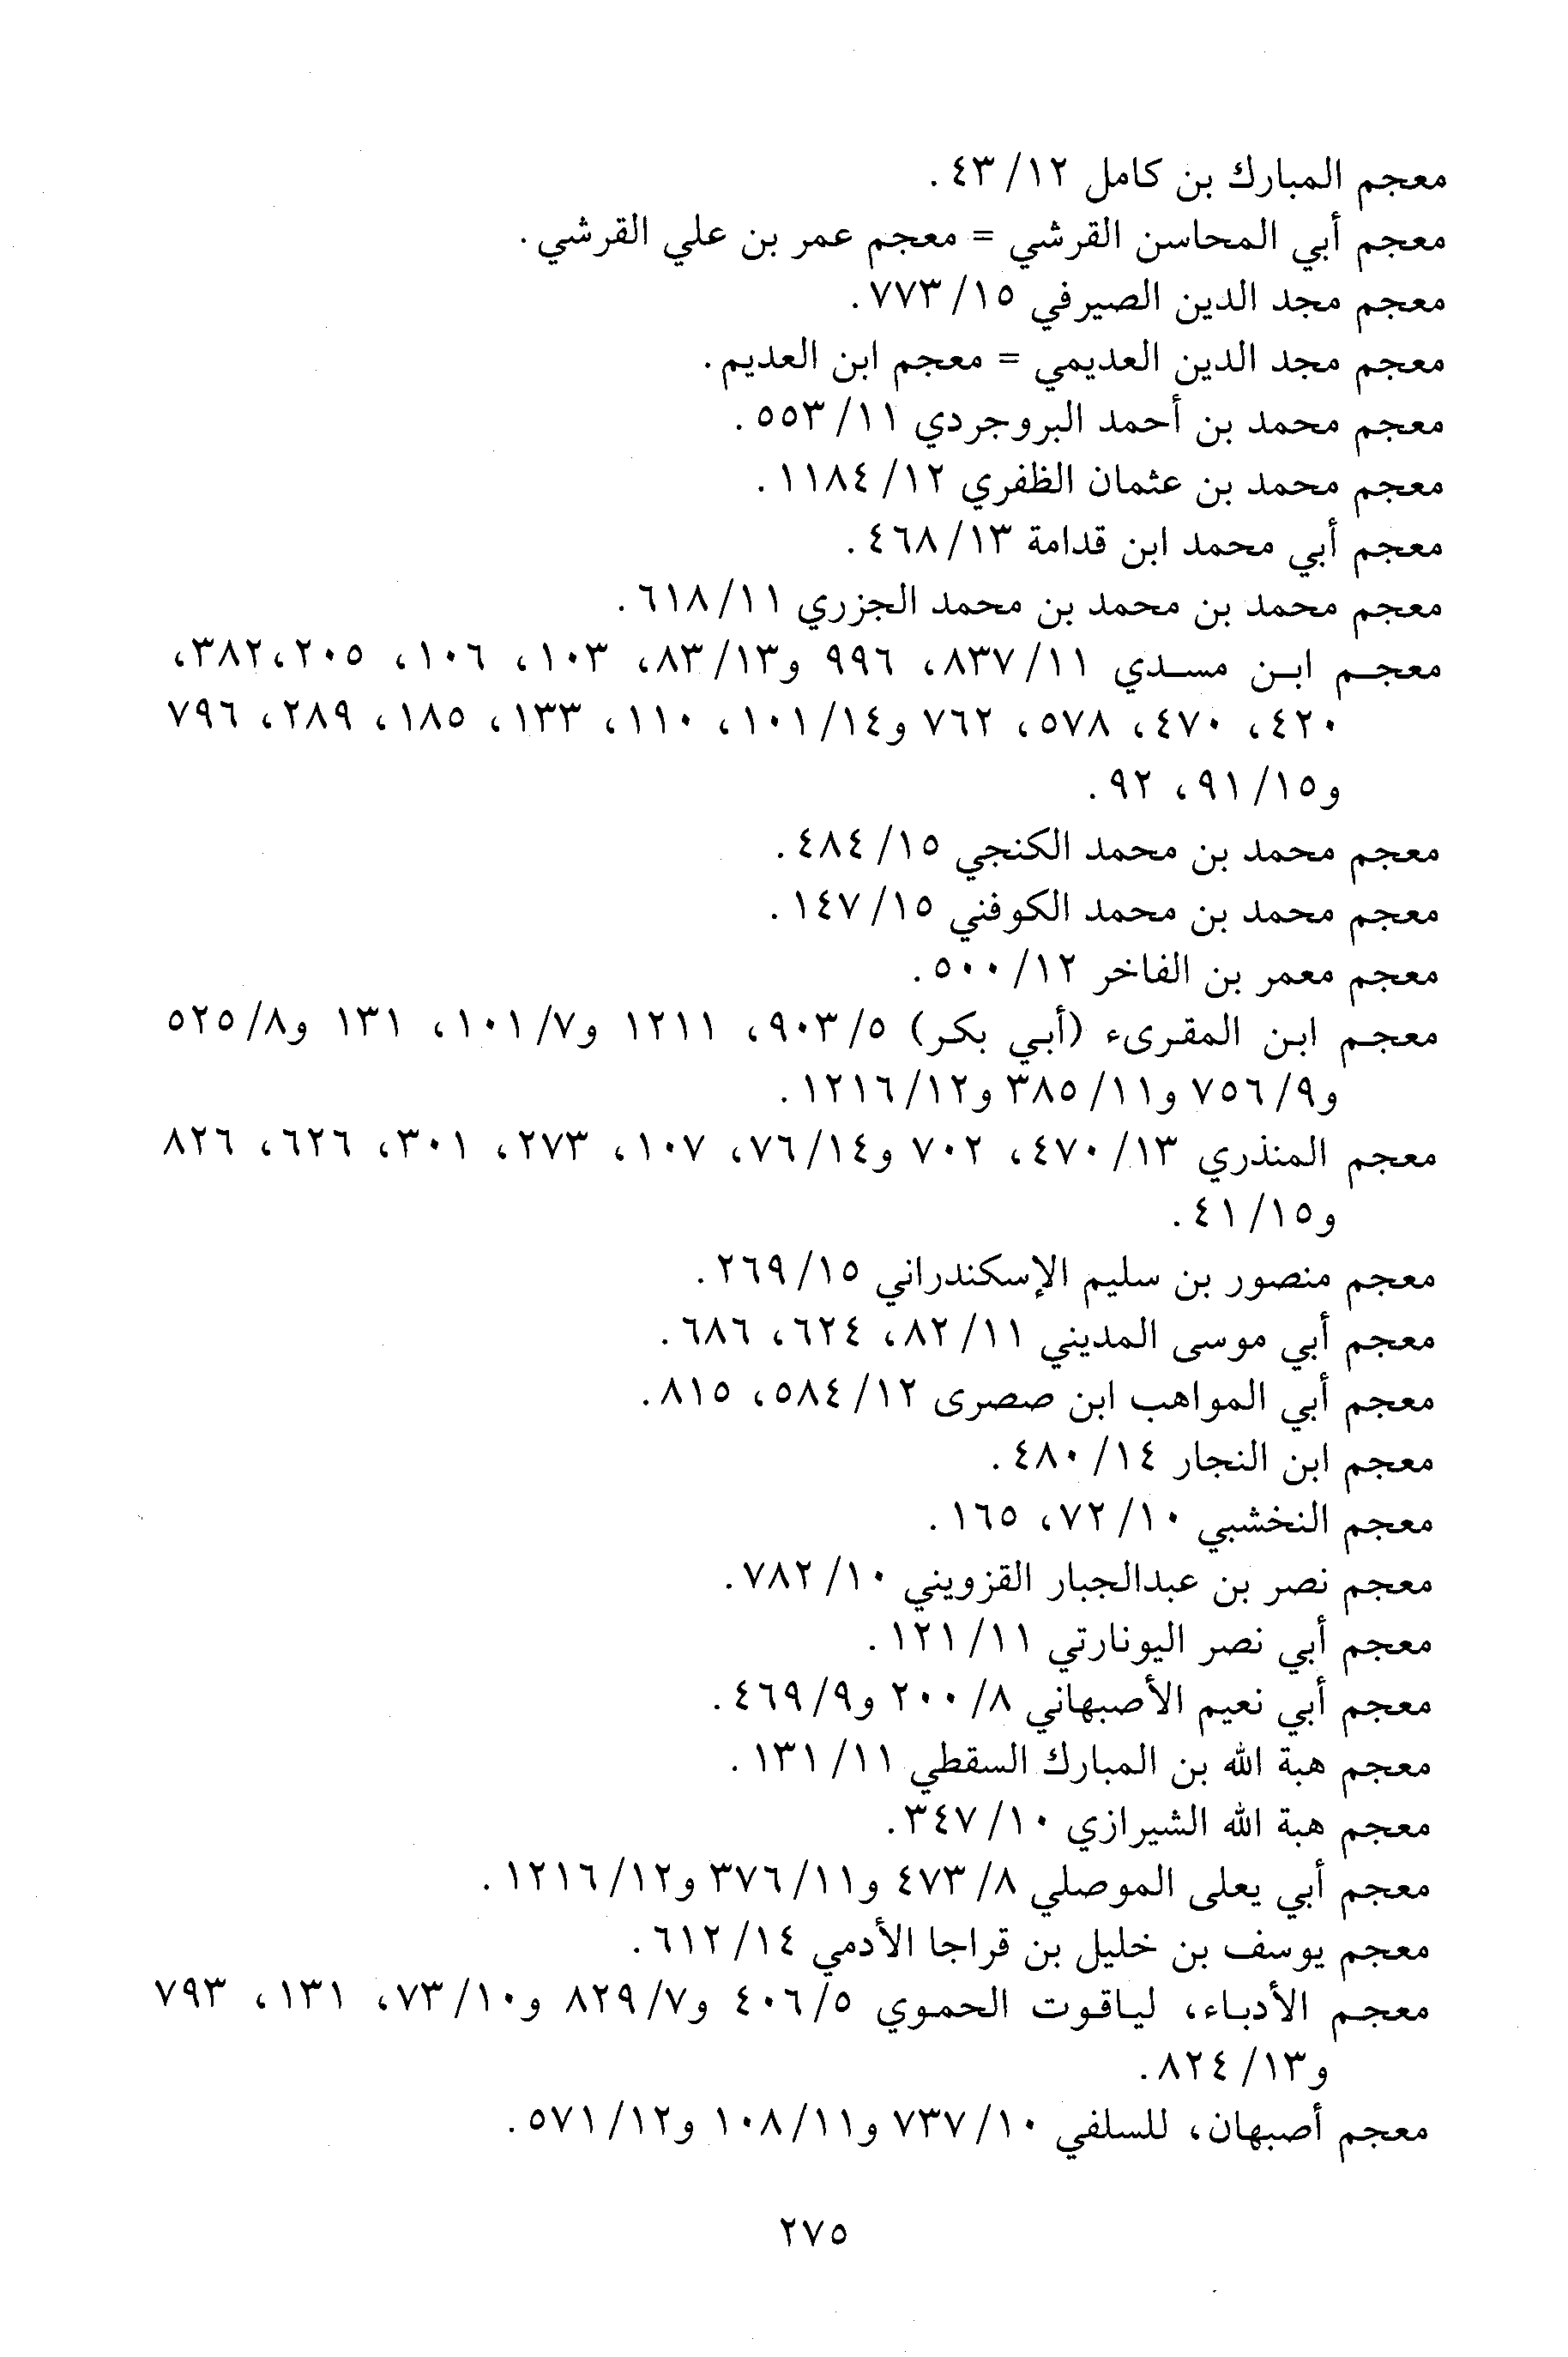 معجم المبارك بن كامل ١٢/ ٤٣.
معجم أبي المحاسن القرشي = معجم عمر بن علي القرشي.
معجم مجد الدين الصيرفي ١٥/ ٧٧٣.
معجم مجد الدين العديمي = معجم ابن العديم.
معجم محمد بن أحمد البروجردي ١١/ ٥٥٣.
معجم محمد بن عثمان الظفري ١٢/ ١١٨٤.
معجم أبي محمد ابن قدامة ١٣/ ٤٦٨.
معجم محمد بن محمد بن محمد الجزري ١١/ ٦١٨.
معجم ابن مسدي ١١/ ٨٣٧، ٩٩٦ و١٣/ ٨٣، ١٠٣، ١٠٦، ٢٠٥، ٣٨٢،
٤٢٠، ٤٧٠، ٥٧٨، ٧٦٢ و١٤/ ١٠١، ١١٠، ١٣٣، ١٨٥، ٢٨٩، ٧٩٦
و١٥/ ٩١، ٩٢.
معجم محمد بن محمد الكنجي ١٥/ ٤٨٤.
معجم محمد بن محمد الكوفني ١٥/ ١٤٧.
معجم معمر بن الفاخر ١٢/ ٥٠٠.
معجم ابن المقرىء (أبي بكر) ٥/ ٩٠٣، ١٢١١ و٧/ ١٠١، ١٣١ و٨/ ٥٢٥
و٩/ ٧٥٦ و١١/ ٣٨٥ و١٢/ ١٢١٦.
معجم المنذري ١٣/ ٤٧٠، ٧٠٢ و١٤/ ٧٦، ١٠٧، ٢٧٣، ٣٠١، ٦٢٦، ٨٢٦
و١٥/ ٤١.
معجم منصور بن سليم الإسكندراني ١٥/ ٢٦٩.
معجم أبي موسى المديني ١١/ ٨٢، ٦٢٤، ٦٨٦.
معجم أبي المواهب ابن صصرى ١٢/ ٥٨٤، ٨١٥.
معجم ابن النجار ١٤/ ٤٨٠.
معجم النخشبي ١٠/ ٧٢، ١٦٥.
معجم نصر بن عبدالجبار القزويني ١٠/ ٧٨٢.
معجم أبي نصر اليونارتي ١١/ ١٢١.
معجم أبي نعيم الأصبهاني ٨/ ٢٠٠ و٩/ ٤٦٩.
معجم هبة الله بن المبارك السقطي ١١/ ١٣١.
معجم هبة الله الشيرازي ١٠/ ٣٤٧.
معجم أبي يعلى الموصلي ٨/ ٤٧٣ و١١/ ٣٧٦ و١٢/ ١٢١٦.
معجم يوسف بن خليل بن قراجا الأدمي ١٤/ ٦١٢.
معجم الأدباء، لياقوت الحموي ٥/ ٤٠٦ و٧/ ٨٢٩ و١٠/ ٧٣، ١٣١، ٧٩٣
و١٣/ ٨٢٤.
معجم أصبهان، للسلفي ١٠/ ٧٣٧ و١١/ ١٠٨ و١٢/ ٥٧١.
٢٧٥